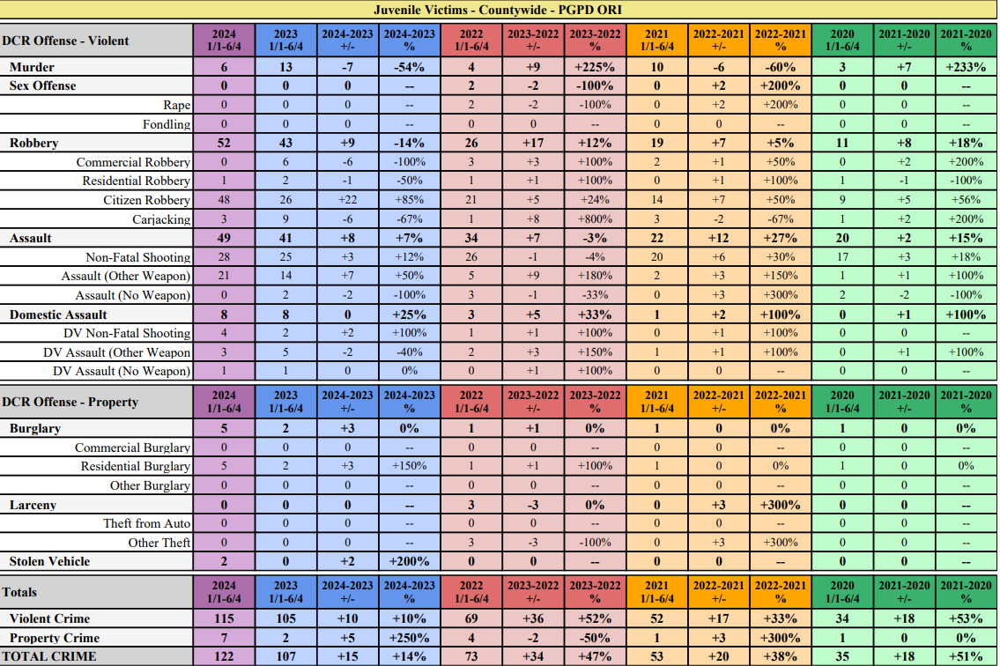 Juvenile Victims - Countywide - PGPD ORI
DCR Offense - Violent 2024 1/1-6/4 2023 1/1-6/4 2024-2023 +/- 2024-2023 % 2022 1/1-6/4 2023-2022 +/- 2023-2022 % 2021 1/1-6/4 2022-2021 +/- 2022-2021 % 2020 1/1-6/4 2021-2020 +/- 2021-2020 %
Murder 6 13 -7 -54% 4 +9 +225% 10 -6 -60% 3 +7 +233%
Sex Offense 0 0 0 -- 2 -2 -100% 0 +2 +200% 0 0 --
Rape 0 0 0 -- 2 -2 -100% 0 +2 +200% 0 0 --
Fondling 0 0 0 -- 0 0 -- 0 0 -- 0 0 --
Robbery 52 43 +9 -14% 26 +17 +12% 19 +7 +5% 11 +8 +18%
Commercial Robbery 0 6 -6 -100% 3 +3 +100% 2 +1 +50% 0 +2 +200%
Residential Robbery 1 2 -1 -50% 1 +1 +100% 0 +1 +100% 1 -1 -100%
Citizen Robbery 48 26 +22 +85% 21 +5 +24% 14 +7 +50% 9 +5 +56%
Carjacking 3 9 -6 -67% 1 +8 +800% 3 -2 -67% 1 +2 +200%
Assault 49 41 +8 +7% 34 +7 -3% 22 +12 +27% 20 +2 +15%
Non-Fatal Shooting 28 25 +3 +12% 26 -1 -4% 20 +6 +30% 17 +3 +18%
Assault (Other Weapon) 21 14 +7 +50% 5 +9 +180% 2 +3 +150% 1 +1 +100%
Assault (No Weapon) 0 2 -2 -100% 3 -1 -33% 0 +3 +300% 2 -2 -100%
Domestic Assault 8 8 0 +25% 3 +5 +33% 1 +2 +100% 0 +1 +100%
DV Non-Fatal Shooting 4 2 +2 +100% 1 +1 +100% 0 +1 +100% 0 0 --
DV Assault (Other Weapon 3 5 -2 -40% 2 +3 +150% 1 +1 +100% 0 +1 +100%
DV Assault (No Weapon) 1 1 0 0% 0 +1 +100% 0 0 -- 0 0 --
DCR Offense - Property 2024 1/1-6/4 2023 1/1-6/4 2024-2023 +/- 2024-2023 % 2022 1/1-6/4 2023-2022 +/- 2023-2022 % 2021 1/1-6/4 2022-2021 +/- 2022-2021 % 2020 1/1-6/4 2021-2020 +/- 2021-2020 %
Burglary 5 2 +3 0% 1 +1 0% 1 0 0% 1 0 0%
Commercial Burglary 0 0 0 -- 0 0 -- 0 0 -- 0 0 --
Residential Burglary 5 2 +3 +150% 1 +1 +100% 1 0 0% 1 0 0%
Other Burglary 0 0 0 -- 0 0 -- 0 0 -- 0 0 --
Larceny 0 0 0 -- 3 -3 0% 0 +3 +300% 0 0 --
Theft from Auto 0 0 0 -- 0 0 -- 0 0 -- 0 0 --
Other Theft 0 0 0 -- 3 -3 -100% 0 +3 +300% 0 0 --
Stolen Vehicle 2 0 +2 +200% 0 0 -- 0 0 -- 0 0 --
Totals 2024 1/1-6/4 2023 1/1-6/4 2024-2023 +/- 2024-2023 % 2022 1/1-6/4 2023-2022 +/- 2023-2022 % 2021 1/1-6/4 2022-2021 +/- 2022-2021 % 2020 1/1-6/4 2021-2020 +/- 2021-2020 %
Violent Crime 115 105 +10 +10% 69 +36 +52% 52 +17 +33% 34 +18 +53%
Property Crime 7 2 +5 +250% 4 -2 -50% 1 +3 +300% 1 0 0%
TOTAL CRIME 122 107 +15 +14% 73 +34 +47% 53 +20 +38% 35 +18 +51%